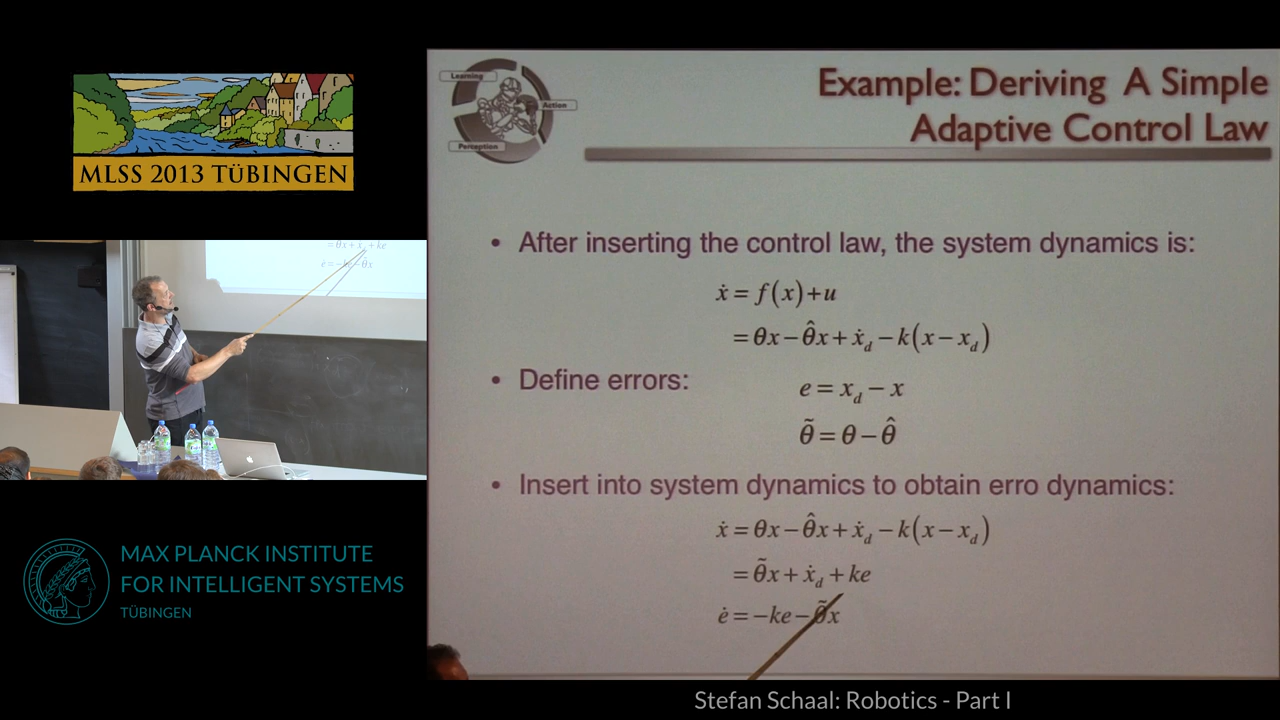 MLSS 2013 TÜBINGEN
MAX PLANCK INSTITUTE
FOR INTELLIGENT SYSTEMS
TÜBINGEN
Learning
Action
Perception
Example: Deriving A Simple
Adaptive Control Law
• After inserting the control law, the system dynamics is:
ẋ = f(x)+u
= θx−θ̂x+ẋ_d −k(x−x_d)
• Define errors:
e = x_d − x
θ̃ = θ−θ̂
• Insert into system dynamics to obtain erro dynamics:
ẋ = θx−θ̂x+ẋ_d −k(x−x_d)
= θ̃x+ẋ_d +ke
ė = −ke−θ̃x
Stefan Schaal: Robotics - Part I